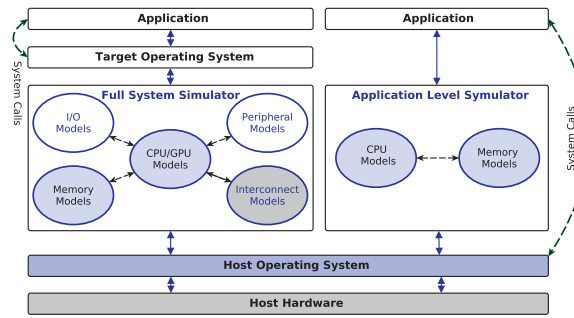 Application
Target Operating System
System Calls
Full System Simulator
I/O
Models
Peripheral
Models
CPU/GPU
Models
Memory
Models
Interconnect
Models
Application
Application Level Symulator
CPU
Models
Memory
Models
System Calls
Host Operating System
Host Hardware